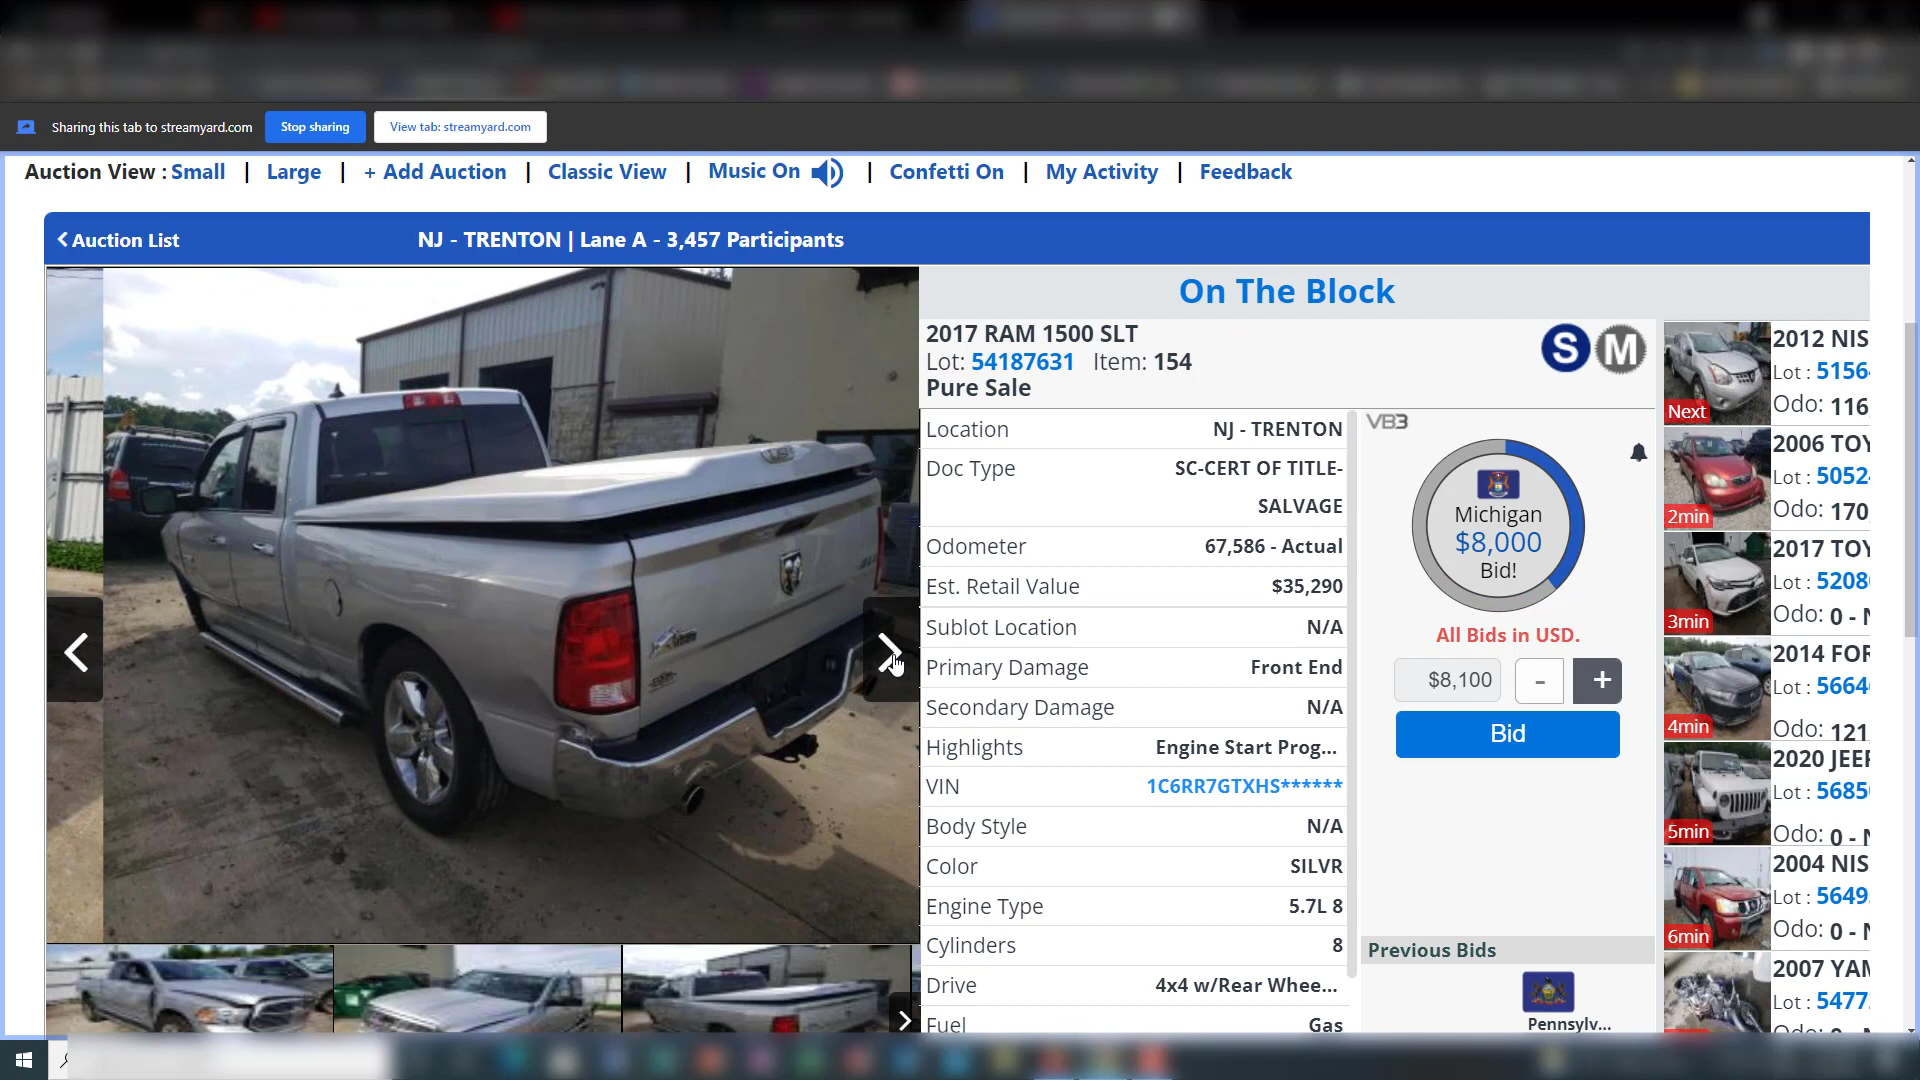 Sharing this tab to streamyard.com
Stop sharing
View tab: streamyard.com
Auction View : Small | Large | + Add Auction | Classic View | Music On | Confetti On | My Activity | Feedback
Auction List
NJ - TRENTON | Lane A - 3,457 Participants
On The Block
2017 RAM 1500 SLT
Lot: 54187631 Item: 154
Pure Sale
S
M
Location NJ - TRENTON
Doc Type SC-CERT OF TITLE-
SALVAGE
Odometer 67,586 - Actual
Est. Retail Value $35,290
Sublot Location N/A
Primary Damage Front End
Secondary Damage N/A
Highlights Engine Start Prog...
VIN 1C6RR7GTXHS******
Body Style N/A
Color SILVR
Engine Type 5.7L 8
Cylinders 8
Drive 4x4 w/Rear Whee...
Fuel Gas
VB3
Michigan
$8,000
Bid!
All Bids in USD.
$8,100 - +
Bid
Previous Bids
Pennsylv...
2012 NIS
Lot : 5156
Odo: 116,
Next
2006 TOY
Lot : 5052
Odo: 170,
2min
2017 TOY
Lot : 5208
Odo: 0 - N
3min
2014 FOR
Lot : 5664
Odo: 121
4min
2020 JEEP
Lot : 5685
Odo: 0 - N
5min
2004 NIS
Lot : 5649
Odo: 0 - N
6min
2007 YAM
Lot : 5477